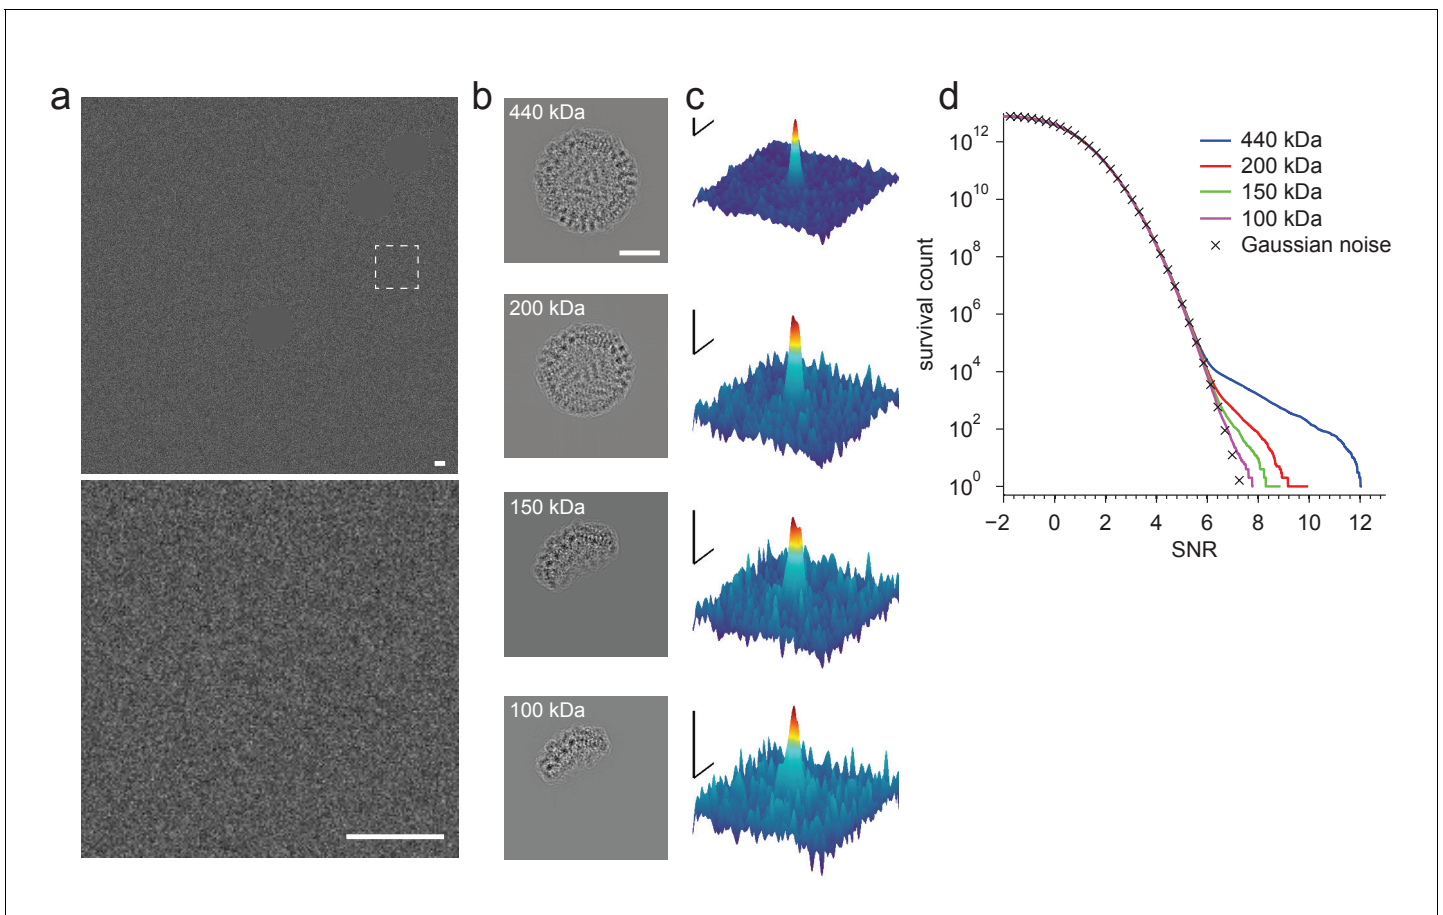 a
b
440 kDa
200 kDa
150 kDa
100 kDa
c
d
survival count
10^12
10^10
10^8
10^6
10^4
10^2
10^0
−2 0 2 4 6 8 10 12
SNR
440 kDa
200 kDa
150 kDa
100 kDa
× Gaussian noise